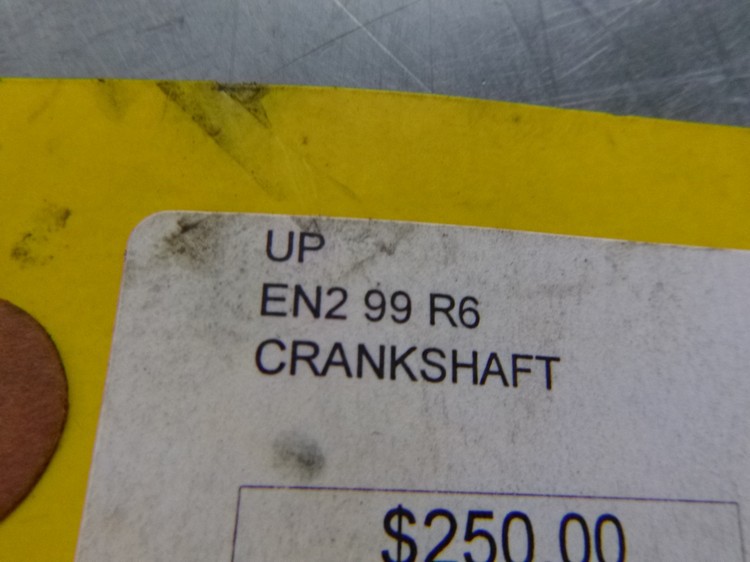 UP
EN2 99 R6
CRANKSHAFT
$250.00